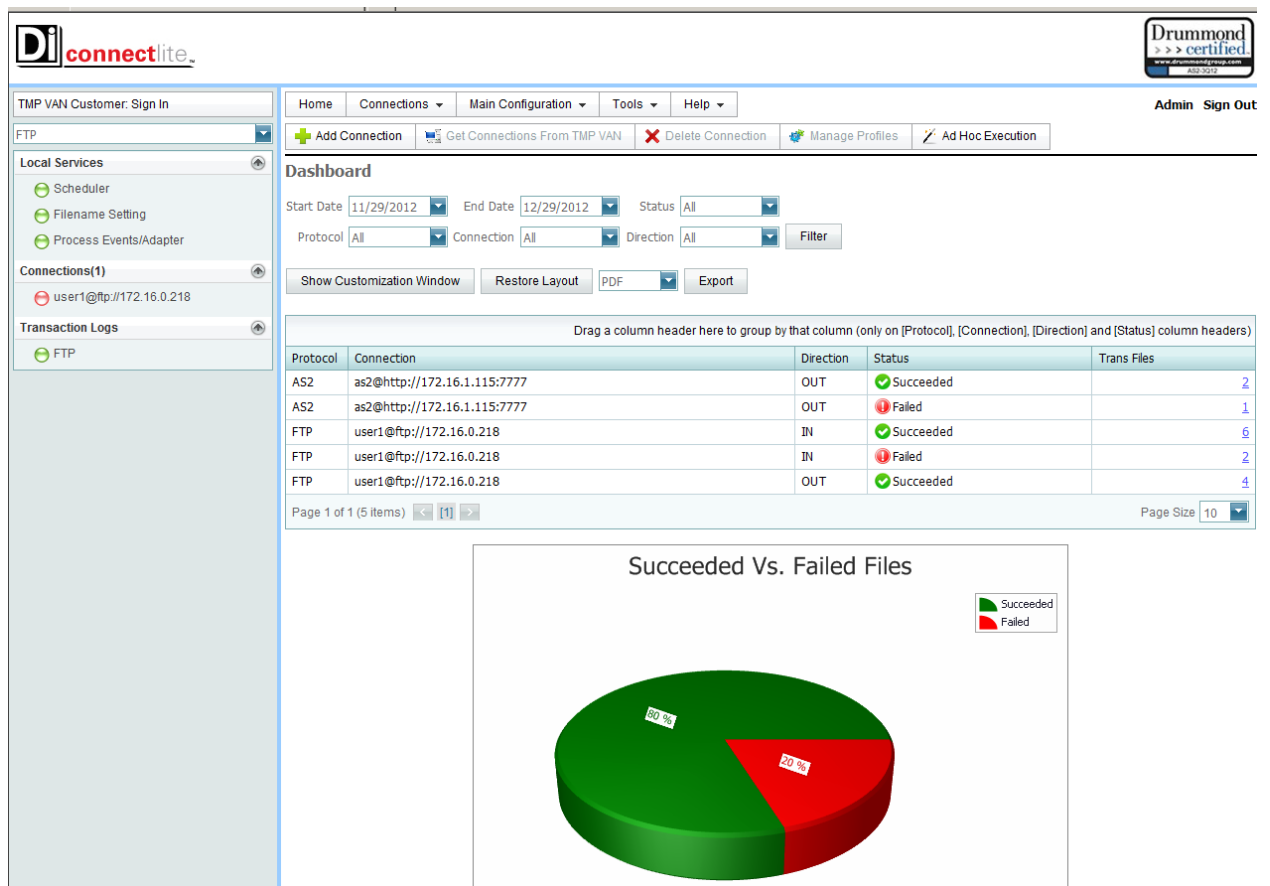 Di connectlite™
Drummond
>>> certified.
www.drummondgroup.com
AS2-3Q12
TMP VAN Customer: Sign In
FTP
Local Services
Scheduler
Filename Setting
Process Events/Adapter
Connections(1)
user1@ftp://172.16.0.218
Transaction Logs
FTP
Home Connections Main Configuration Tools Help
Admin Sign Out
Add Connection Get Connections From TMP VAN Delete Connection Manage Profiles Ad Hoc Execution
Dashboard
Start Date 11/29/2012 End Date 12/29/2012 Status All
Protocol All Connection All Direction All Filter
Show Customization Window Restore Layout PDF Export
Drag a column header here to group by that column (only on [Protocol], [Connection], [Direction] and [Status] column headers)
Protocol Connection Direction Status Trans Files
AS2 as2@http://172.16.1.115:7777 OUT Succeeded 2
AS2 as2@http://172.16.1.115:7777 OUT Failed 1
FTP user1@ftp://172.16.0.218 IN Succeeded 6
FTP user1@ftp://172.16.0.218 IN Failed 2
FTP user1@ftp://172.16.0.218 OUT Succeeded 4
Page 1 of 1 (5 items) < [1] > Page Size 10
Succeeded Vs. Failed Files
Succeeded
Failed
80 %
20 %